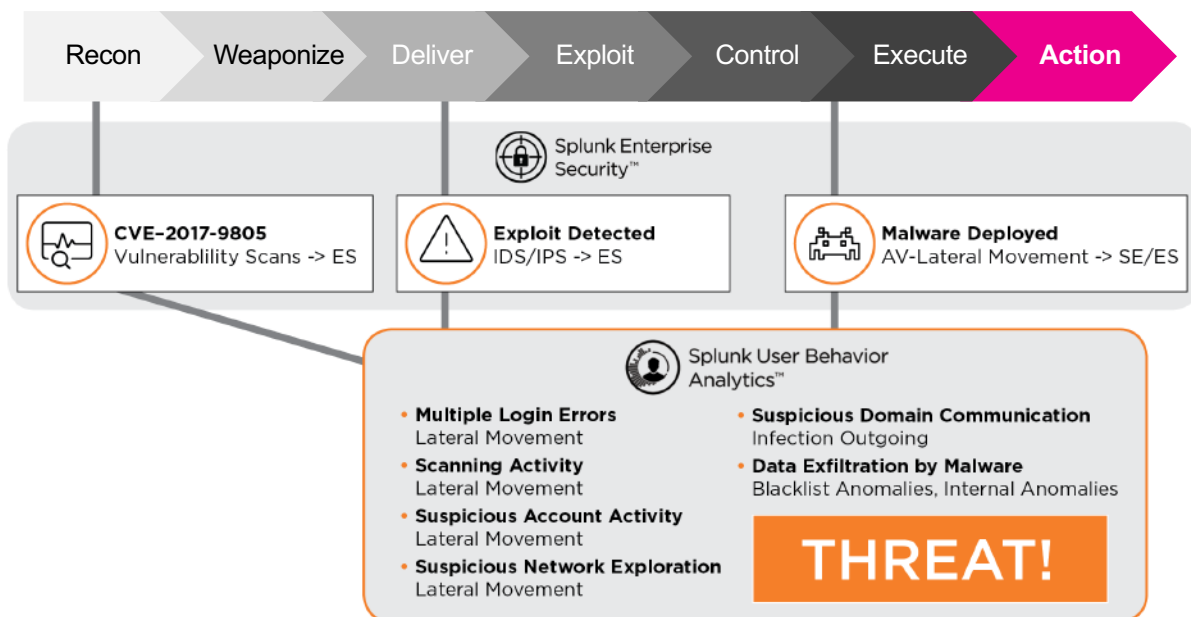 Recon
Weaponize
Deliver
Exploit
Control
Execute
Action
Splunk Enterprise
Security™
CVE–2017-9805
Vulnerablility Scans -> ES
Exploit Detected
IDS/IPS -> ES
Malware Deployed
AV-Lateral Movement -> SE/ES
Splunk User Behavior
Analytics™
• Multiple Login Errors
Lateral Movement
• Scanning Activity
Lateral Movement
• Suspicious Account Activity
Lateral Movement
• Suspicious Network Exploration
Lateral Movement
• Suspicious Domain Communication
Infection Outgoing
• Data Exfiltration by Malware
Blacklist Anomalies, Internal Anomalies
THREAT!